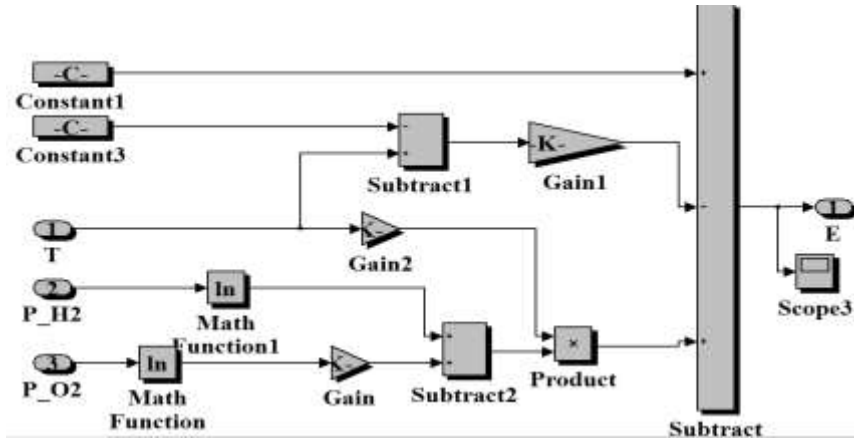 -C-
Constant1
-C-
Constant3
-
+
Subtract1
-K-
Gain1
+
-
+
Subtract
1
T
K-
Gain2
2
P_H2
ln
Math
Function1
3
P_O2
ln
Math
Function
K-
Gain
+
+
Subtract2
×
Product
1
E
Scope3